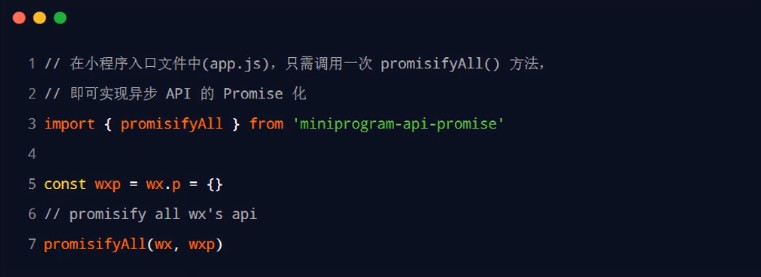 1 // 在小程序入口文件中(app.js)，只需调用一次 promisifyAll() 方法，
2 // 即可实现异步 API 的 Promise 化
3 import { promisifyAll } from 'miniprogram-api-promise'
4
5 const wxp = wx.p = {}
6 // promisify all wx's api
7 promisifyAll(wx, wxp)